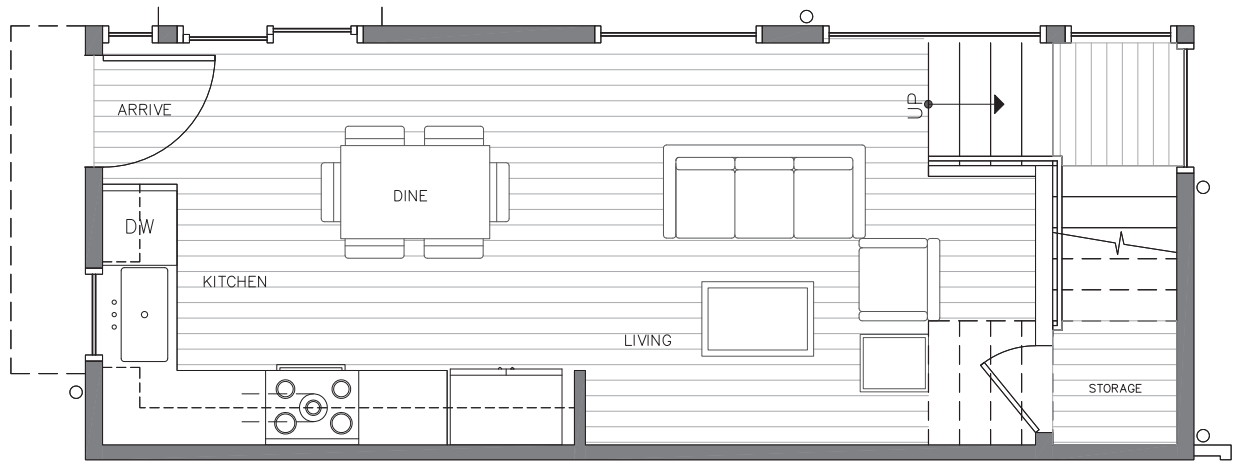 ARRIVE
UP
DINE
DW
KITCHEN
LIVING
STORAGE